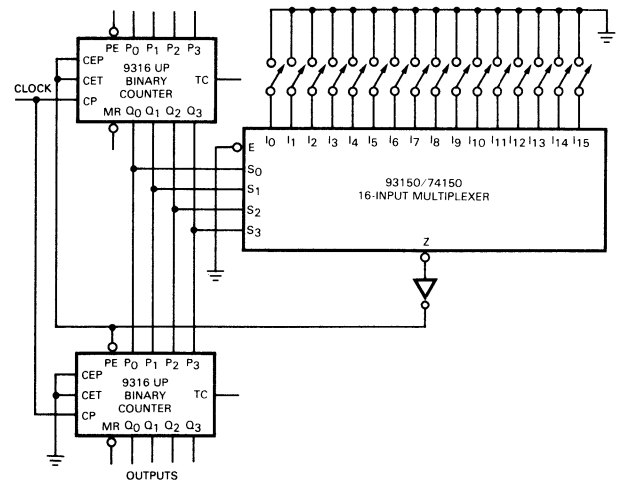 PE P0 P1 P2 P3
CEP
CET
CP
9316 UP
BINARY
COUNTER
TC
MR Q0 Q1 Q2 Q3
CLOCK
I0 I1 I2 I3 I4 I5 I6 I7 I8 I9 I10 I11 I12 I13 I14 I15
E
S0
S1
S2
S3
93150/74150
16-INPUT MULTIPLEXER
Z
PE P0 P1 P2 P3
CEP
CET
CP
9316 UP
BINARY
COUNTER
TC
MR Q0 Q1 Q2 Q3
OUTPUTS